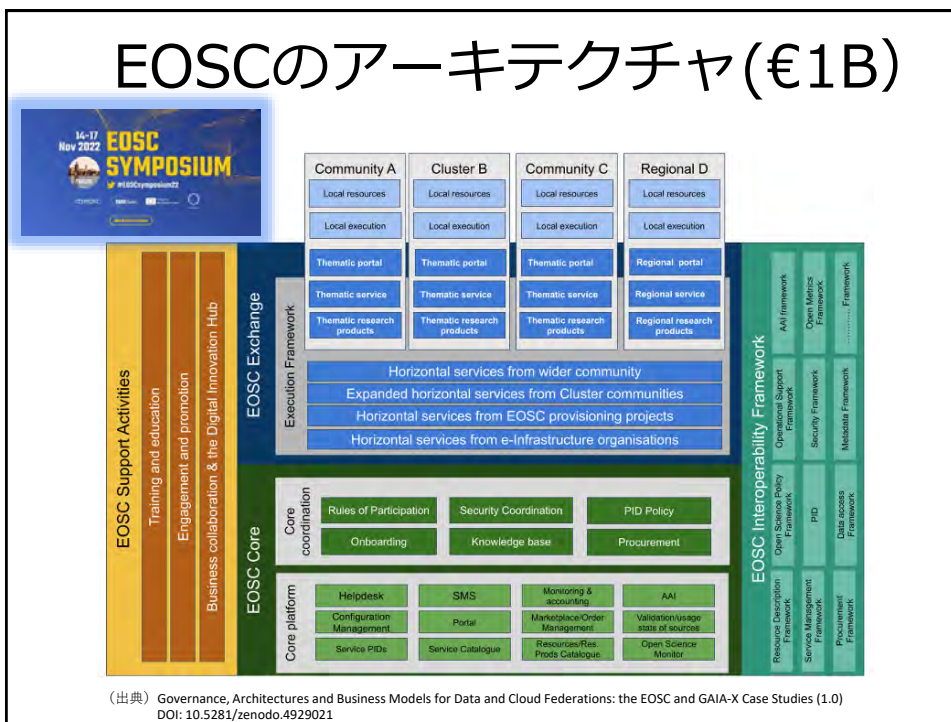 EOSCのアーキテクチャ(€1B）
14-17
Nov 2022
EOSC
SYMPOSIUM
#EOSCsymposium22
Community A
Cluster B
Community C
Regional D
Local resources
Local resources
Local resources
Local resources
Local execution
Local execution
Local execution
Local execution
Thematic portal
Thematic portal
Thematic portal
Regional portal
Thematic service
Thematic service
Thematic service
Regional service
Thematic research
products
Thematic research
products
Thematic research
products
Regional research
products
EOSC Exchange
Execution Framework
Horizontal services from wider community
Expanded horizontal services from Cluster communities
Horizontal services from EOSC provisioning projects
Horizontal services from e-Infrastructure organisations
EOSC Support Activities
Training and education
Engagement and promotion
Business collaboration & the Digital Innovation Hub
EOSC Core
Core
coordination
Rules of Participation
Security Coordination
PID Policy
Onboarding
Knowledge base
Procurement
Core platform
Helpdesk
SMS
Monitoring &
accounting
AAI
Configuration
Management
Portal
Marketplace/Order
Management
Validation/usage
stats of sources
Service PIDs
Service Catalogue
Resources/Res.
Prods Catalogue
Open Science
Monitor
EOSC Interoperability Framework
AAI framework
Open Metrics
Framework
........... Framework
Operational Support
Framework
Security Framework
Metadata Framework
Open Science Policy
Framework
PID
Data access
Framework
Resource Description
Framework
Service Management
Framework
Procurement
Framework
（出典）Governance, Architectures and Business Models for Data and Cloud Federations: the EOSC and GAIA-X Case Studies (1.0)
DOI: 10.5281/zenodo.4929021